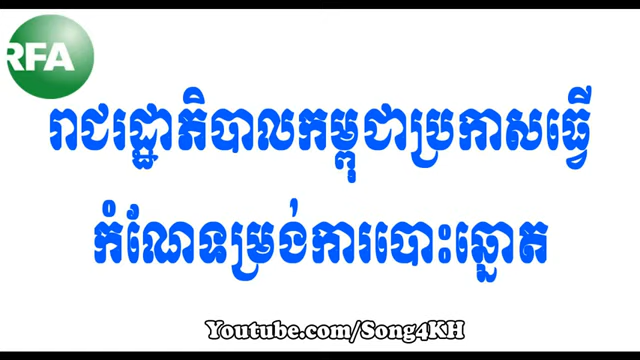 RFA
រាជរដ្ឋាភិបាលកម្ពុជាប្រកាសធ្វើ
កំណែទម្រង់ការបោះឆ្នោត
Youtube.com/Song4KH